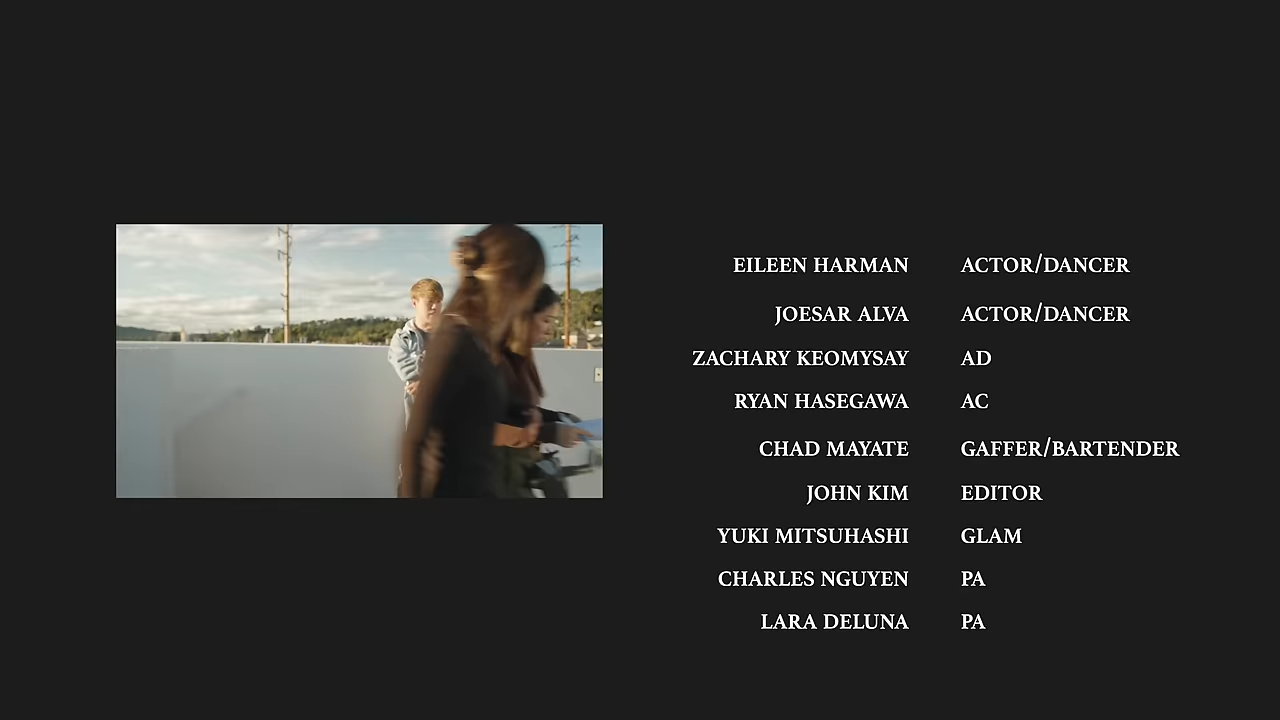 EILEEN HARMAN ACTOR/DANCER
JOESAR ALVA ACTOR/DANCER
ZACHARY KEOMYSAY AD
RYAN HASEGAWA AC
CHAD MAYATE GAFFER/BARTENDER
JOHN KIM EDITOR
YUKI MITSUHASHI GLAM
CHARLES NGUYEN PA
LARA DELUNA PA